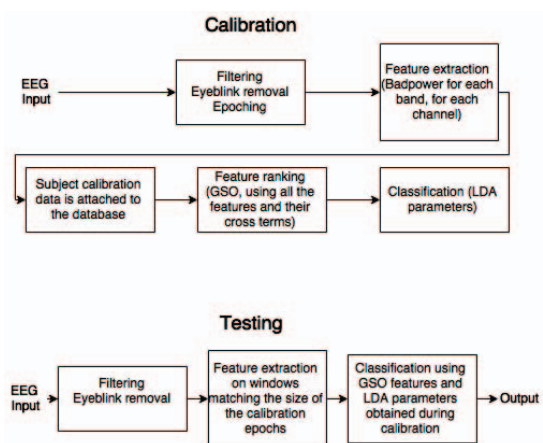 Calibration
EEG
Input
Filtering
Eyeblink removal
Epoching
Feature extraction
(Badpower for each
band, for each
channel)
Subject calibration
data is attached to
the database
Feature ranking
(GSO, using all the
features and their
cross terms)
Classification (LDA
parameters)
Testing
EEG
Input
Filtering
Eyeblink removal
Feature extraction
on windows
matching the size of
the calibration
epochs
Classification using
GSO features and
LDA parameters
obtained during
calibration
Output